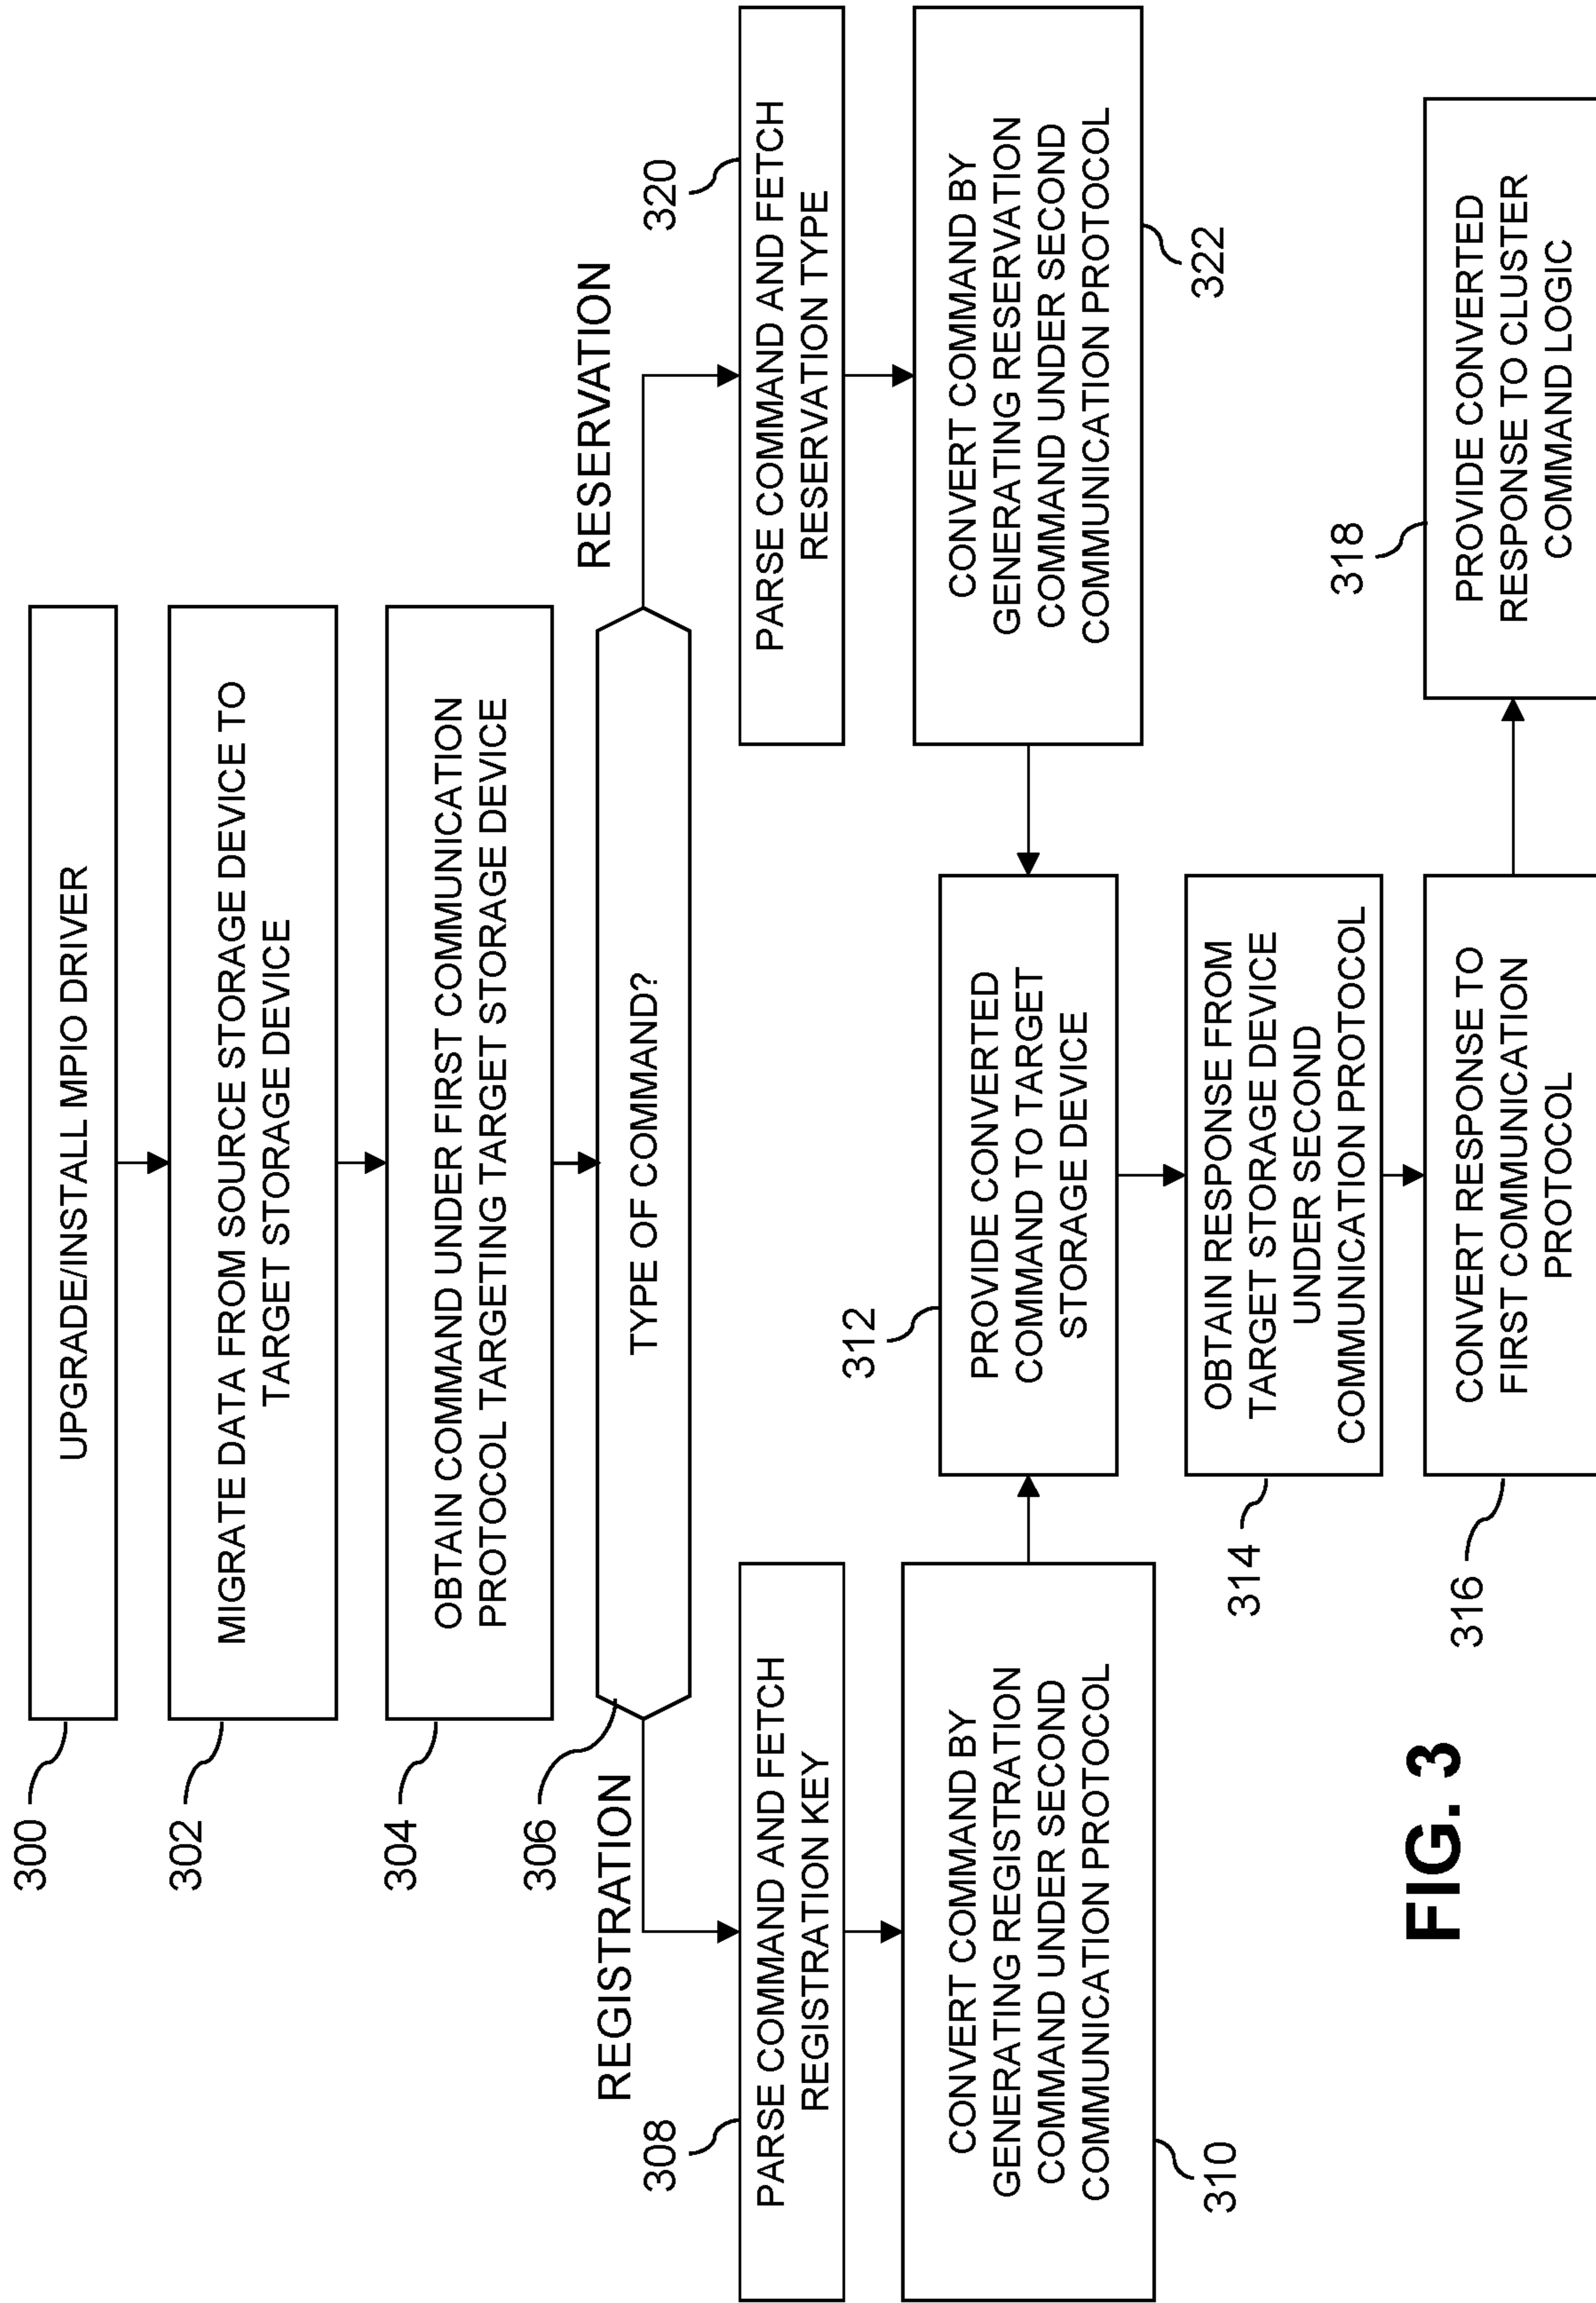 300
UPGRADE/INSTALL MPIO DRIVER
302
MIGRATE DATA FROM SOURCE STORAGE DEVICE TO
TARGET STORAGE DEVICE
304
OBTAIN COMMAND UNDER FIRST COMMUNICATION
PROTOCOL TARGETING TARGET STORAGE DEVICE
306
TYPE OF COMMAND?
REGISTRATION
RESERVATION
308
PARSE COMMAND AND FETCH
REGISTRATION KEY
320
PARSE COMMAND AND FETCH
RESERVATION TYPE
CONVERT COMMAND BY
GENERATING REGISTRATION
COMMAND UNDER SECOND
COMMUNICATION PROTOCOL
310
312
PROVIDE CONVERTED
COMMAND TO TARGET
STORAGE DEVICE
CONVERT COMMAND BY
GENERATING RESERVATION
COMMAND UNDER SECOND
COMMUNICATION PROTOCOL
322
314
OBTAIN RESPONSE FROM
TARGET STORAGE DEVICE
UNDER SECOND
COMMUNICATION PROTOCOL
316
CONVERT RESPONSE TO
FIRST COMMUNICATION
PROTOCOL
318
PROVIDE CONVERTED
RESPONSE TO CLUSTER
COMMAND LOGIC
FIG. 3